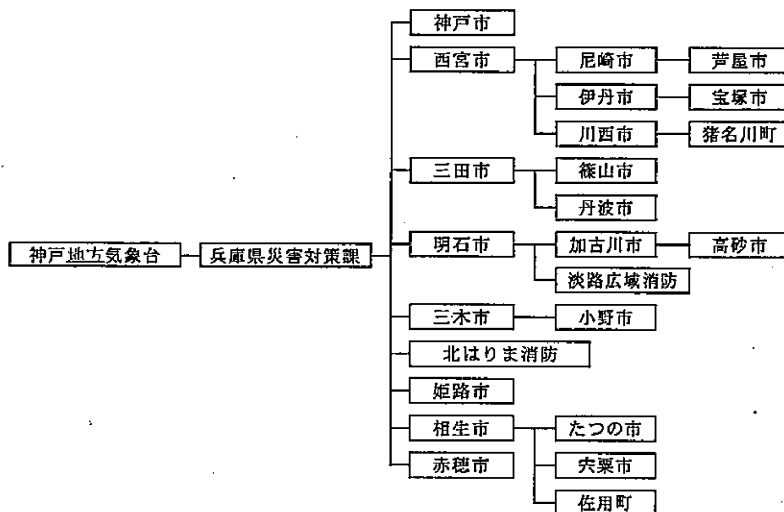 神戸市
西宮市 尼崎市 芦屋市
伊丹市 宝塚市
川西市 猪名川町
三田市 篠山市
丹波市
神戸地方気象台 兵庫県災害対策課
明石市 加古川市 高砂市
淡路広域消防
三木市 小野市
北はりま消防
姫路市
相生市 たつの市
赤穂市 宍粟市
佐用町